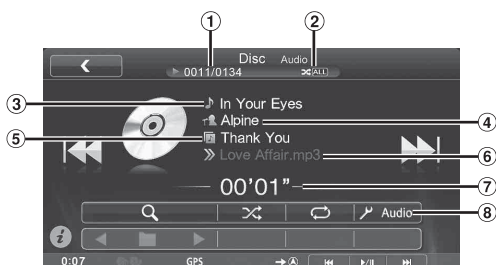 ① ②
Disc Audio
0011/0134 ALL
③ In Your Eyes
Alpine ④
⑤ Thank You
Love Affair.mp3 ⑥
00'01” ⑦
Audio ⑧
i
0:07 GPS A